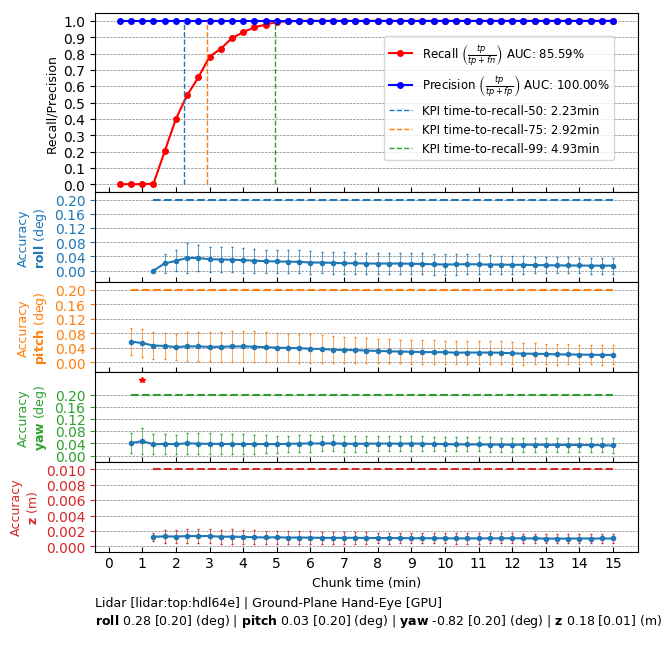 1.0
0.9
0.8
0.7
0.6
0.5
0.4
0.3
0.2
0.1
0.0
Recall/Precision
Recall (tp/tp + fn) AUC: 85.59%
Precision (tp/tp + fp) AUC: 100.00%
KPI time-to-recall-50: 2.23min
KPI time-to-recall-75: 2.92min
KPI time-to-recall-99: 4.93min
Accuracy
roll (deg)
0.20
0.16
0.12
0.08
0.04
0.00
Accuracy
pitch (deg)
0.20
0.16
0.12
0.08
0.04
0.00
Accuracy
yaw (deg)
0.20
0.16
0.12
0.08
0.04
0.00
Accuracy
z (m)
0.010
0.008
0.006
0.004
0.002
0.000
0 1 2 3 4 5 6 7 8 9 10 11 12 13 14 15
Chunk time (min)
Lidar [lidar:top:hdl64e] | Ground-Plane Hand-Eye [GPU]
roll 0.28 [0.20] (deg) | pitch 0.03 [0.20] (deg) | yaw -0.82 [0.20] (deg) | z 0.18 [0.01] (m)